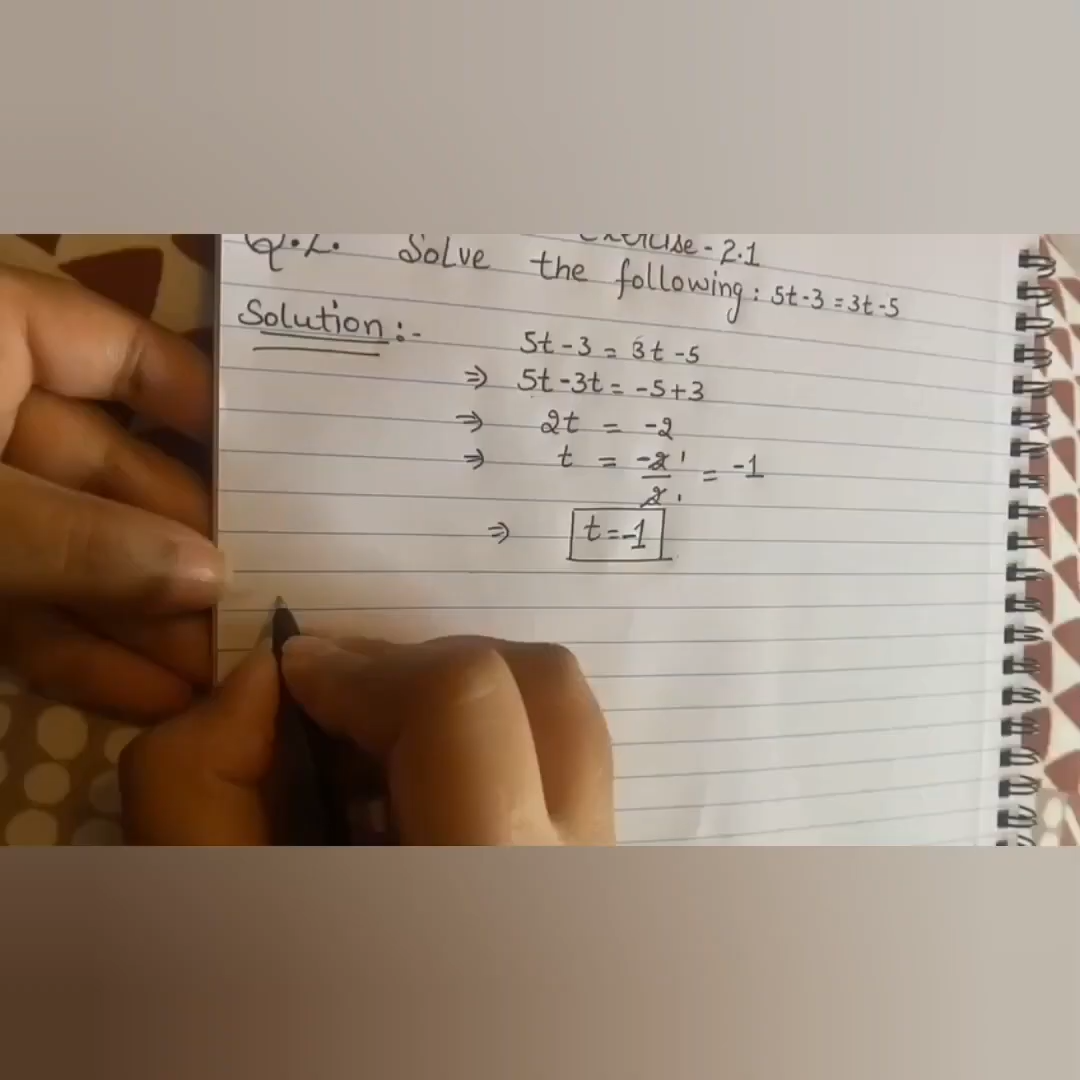 Exercise - 2.1
Q.2. Solve the following : 5t - 3 = 3t - 5
Solution :-
5t - 3 = 3t - 5
⇒ 5t - 3t = -5 + 3
⇒ 2t = -2
⇒ t = -2/2 = -1
⇒ t = -1